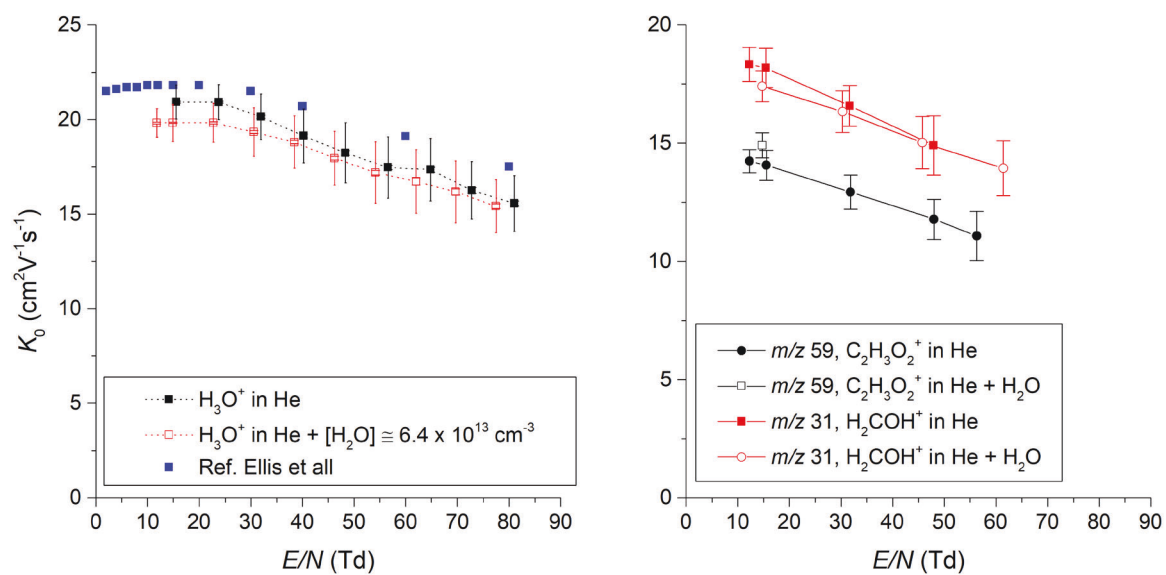 25
20
15
10
5
0
K₀ (cm²V⁻¹s⁻¹)
H₃O⁺ in He
H₃O⁺ in He + [H₂O] ≅ 6.4 x 10¹³ cm⁻³
Ref. Ellis et all
0 10 20 30 40 50 60 70 80 90
E/N (Td)
20
15
10
5
0
m/z 59, C₂H₃O₂⁺ in He
m/z 59, C₂H₃O₂⁺ in He + H₂O
m/z 31, H₂COH⁺ in He
m/z 31, H₂COH⁺ in He + H₂O
0 10 20 30 40 50 60 70 80 90
E/N (Td)